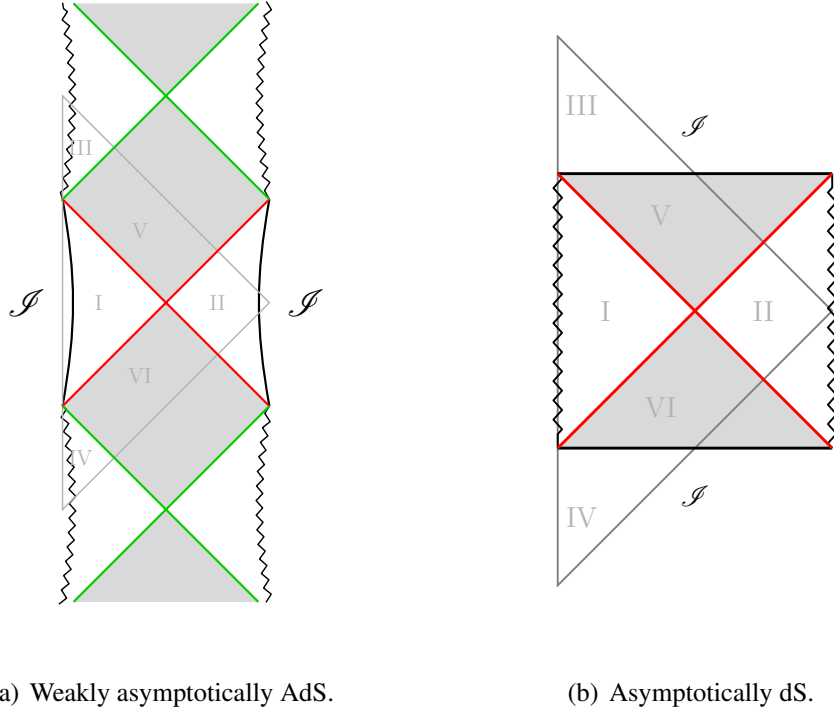 III
III
ℐ
V
V
ℐ
I
II
ℐ
I
II
VI
VI
IV
ℐ
IV
a) Weakly asymptotically AdS.
(b) Asymptotically dS.